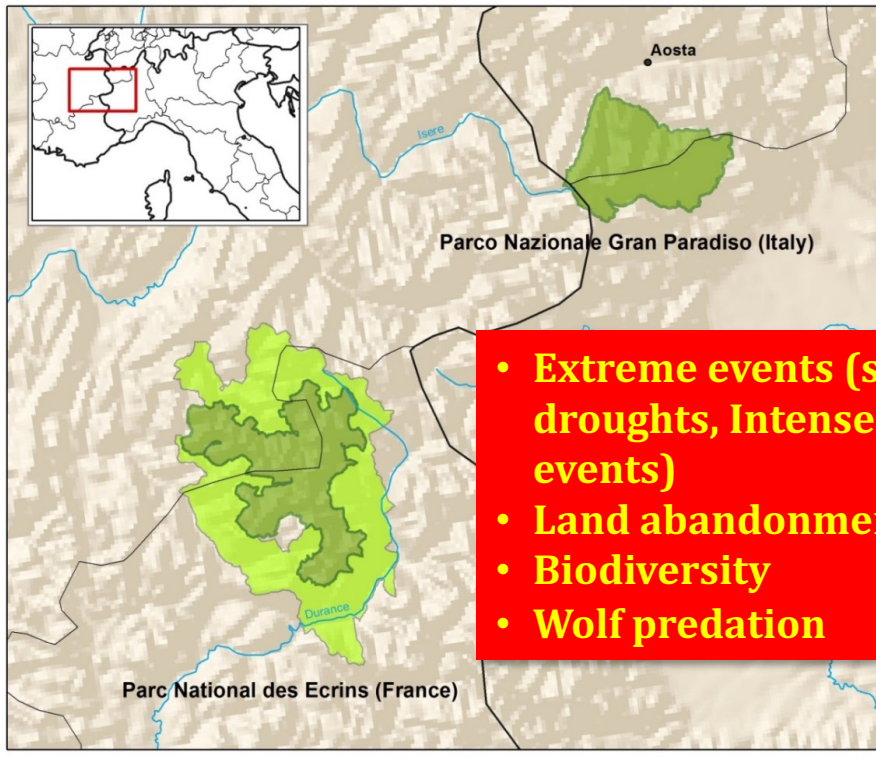 Aosta
Isere
Parco Nazionale Gran Paradiso (Italy)
• Extreme events (s
droughts, Intense
events)
• Land abandonme
• Biodiversity
• Wolf predation
Durance
Parc National des Ecrins (France)